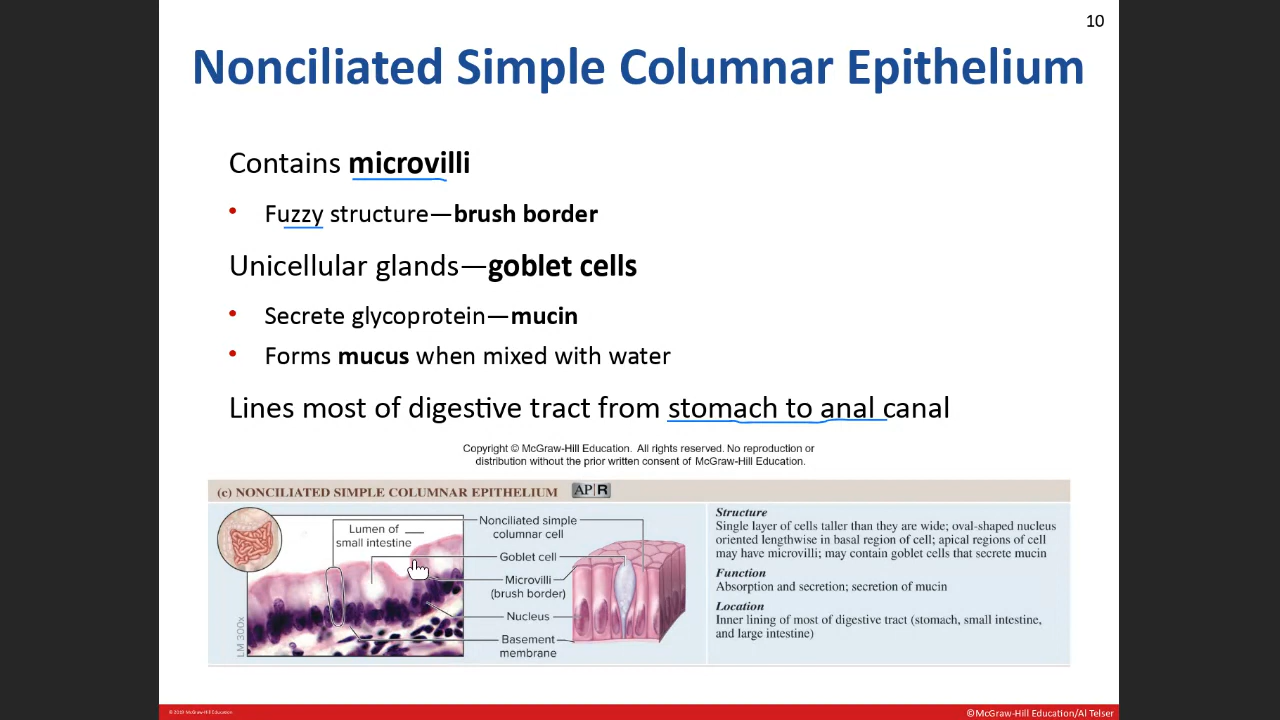 10
Nonciliated Simple Columnar Epithelium
Contains microvilli
• Fuzzy structure—brush border
Unicellular glands—goblet cells
• Secrete glycoprotein—mucin
• Forms mucus when mixed with water
Lines most of digestive tract from stomach to anal canal
Copyright © McGraw-Hill Education. All rights reserved. No reproduction or
distribution without the prior written consent of McGraw-Hill Education.
(c) NONCILIATED SIMPLE COLUMNAR EPITHELIUM AP|R
Lumen of
small intestine
LM 300x
Nonciliated simple
columnar cell
Goblet cell
Microvilli
(brush border)
Nucleus
Basement
membrane
Structure
Single layer of cells taller than they are wide; oval-shaped nucleus
oriented lengthwise in basal region of cell; apical regions of cell
may have microvilli; may contain goblet cells that secrete mucin
Function
Absorption and secretion; secretion of mucin
Location
Inner lining of most of digestive tract (stomach, small intestine,
and large intestine)
© 2019 McGraw-Hill Education
©McGraw-Hill Education/Al Telser